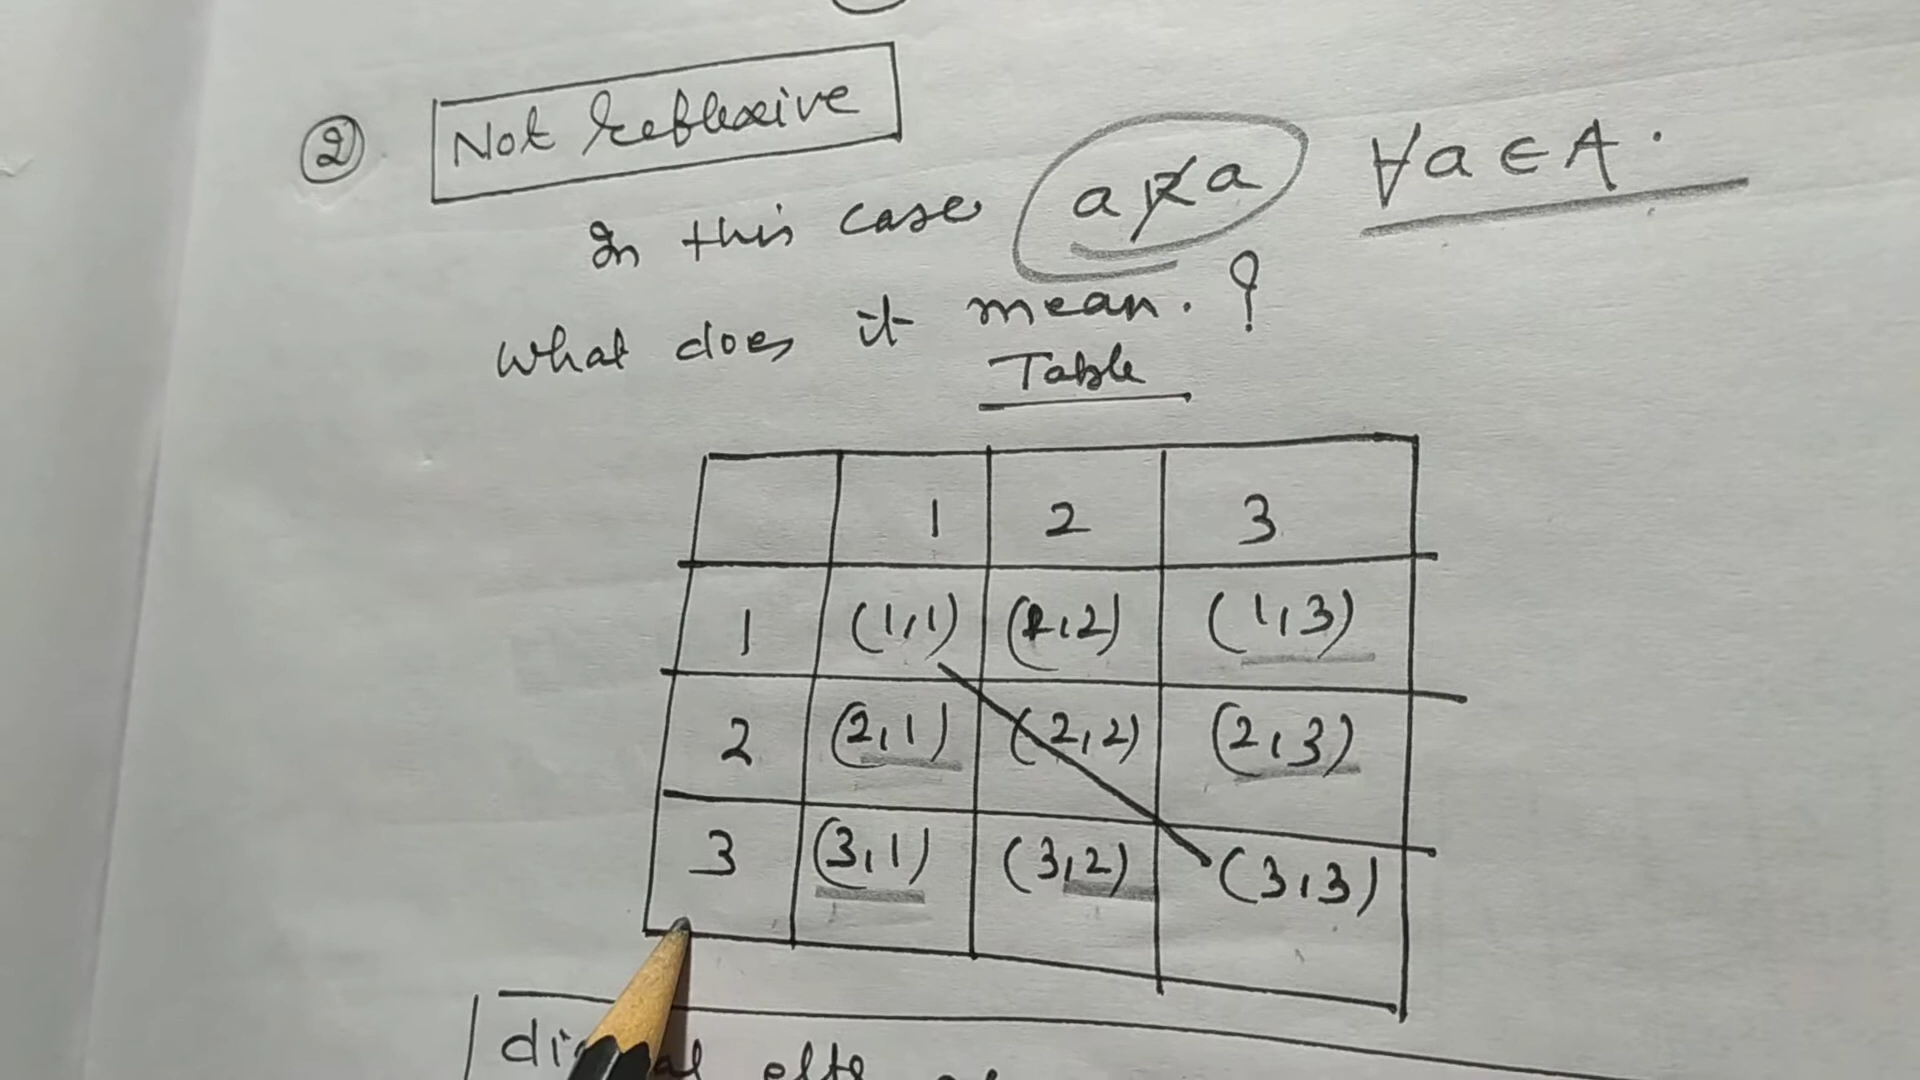 ② Not Reflexive
In this case a R̸ a ∀a ∈ A.
What does it mean. ?
Table
1 2 3
1 (1,1) (1,2) (1,3)
2 (2,1) (2,2) (2,3)
3 (3,1) (3,2) (3,3)